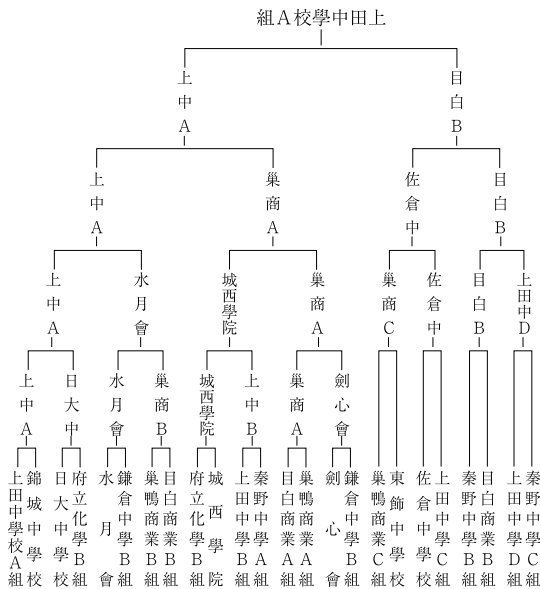 組A校學中田上
上中A
目白B
上中A
巢商A
佐倉中
目白B
上中A
水月會
城西學院
巢商A
巢商C
佐倉中
目白B
上田中D
上中A
日大中
水月會
巢商B
城西學院
上中B
巢商A
劍心會
上田中學校A組
錦城中學校
日大中學校
府立化學B組
水月會
鎌倉中學B組
巢鴨商業B組
目白商業B組
府立化學B組
城西學院
上田中學B組
秦野中學A組
目白商業A組
巢鴨商業A組
劍心會
鎌倉中學B組
巢鴨商業C組
東飾中學校
佐倉中學校
上田中學C組
秦野中學B組
目白商業B組
上田中學D組
秦野中學C組